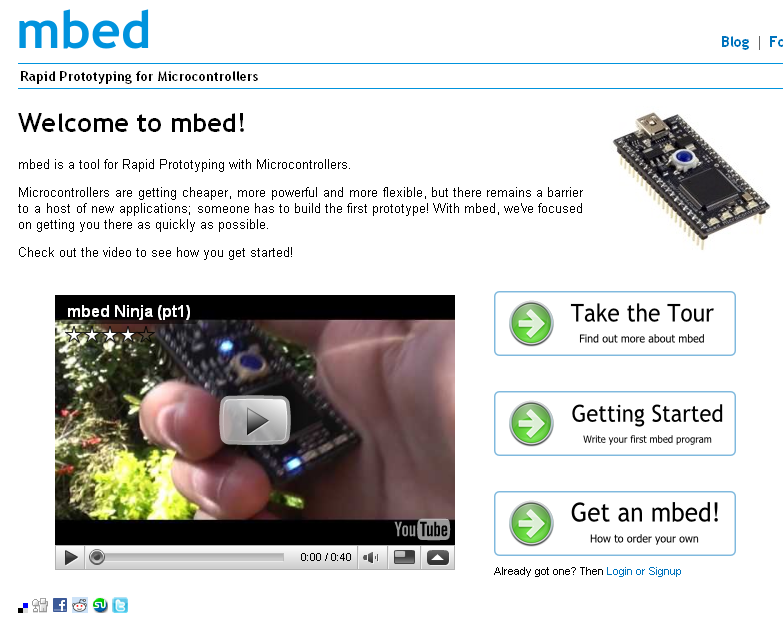 mbed
Blog | Fo
Rapid Prototyping for Microcontrollers
Welcome to mbed!
mbed is a tool for Rapid Prototyping with Microcontrollers.
Microcontrollers are getting cheaper, more powerful and more flexible, but there remains a barrier
to a host of new applications; someone has to build the first prototype! With mbed, we've focused
on getting you there as quickly as possible.
Check out the video to see how you get started!
mbed Ninja (pt1)
YouTube
0:00 / 0:40
Take the Tour
Find out more about mbed
Getting Started
Write your first mbed program
Get an mbed!
How to order your own
Already got one? Then Login or Signup